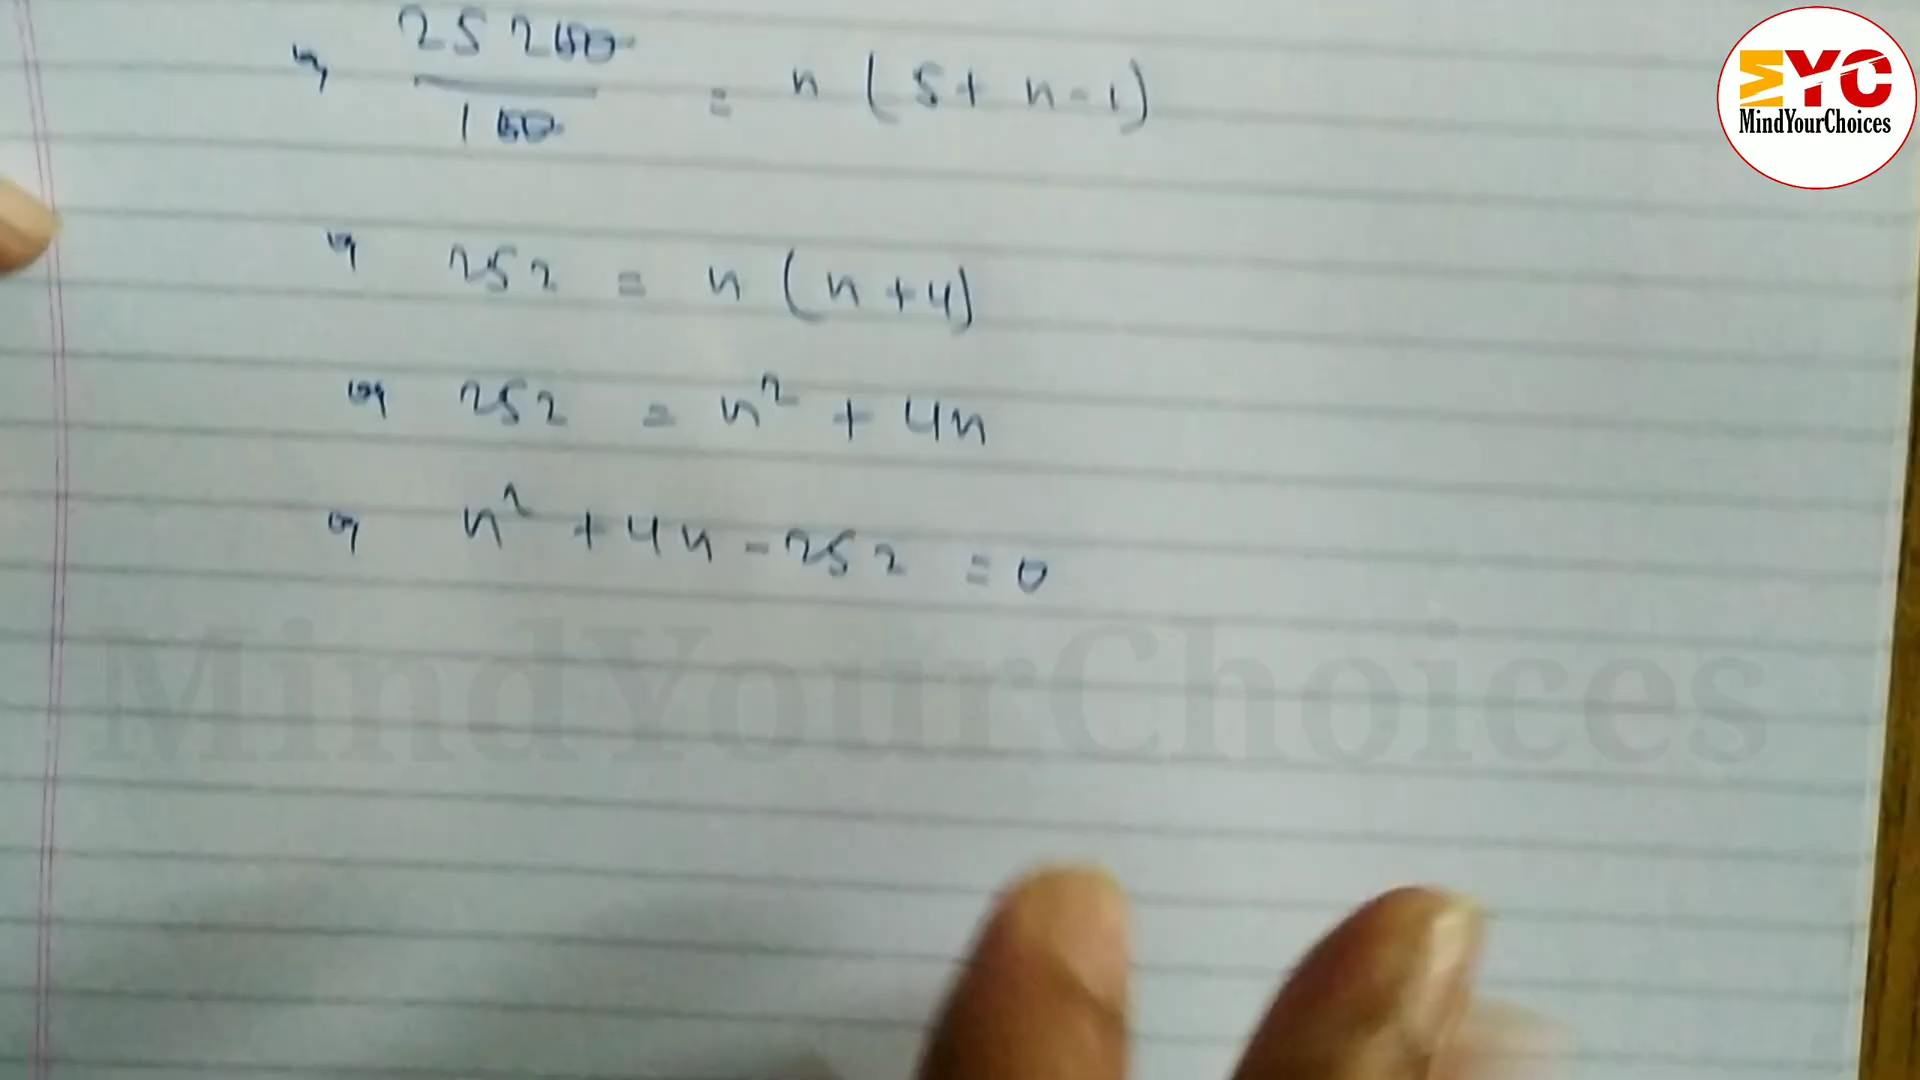 MYC
MindYourChoices
⇒ 25200/100 = n (5 + n - 1)
⇒ 252 = n (n + 4)
⇒ 252 = n² + 4n
⇒ n² + 4n - 252 = 0
MindYourChoices